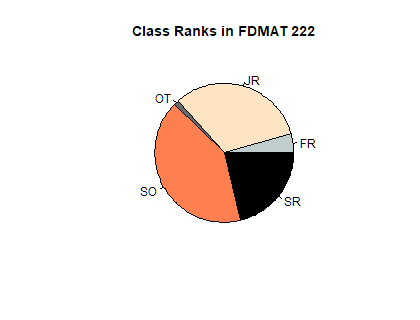 Class Ranks in FDMAT 222
JR
OT
FR
SO
SR